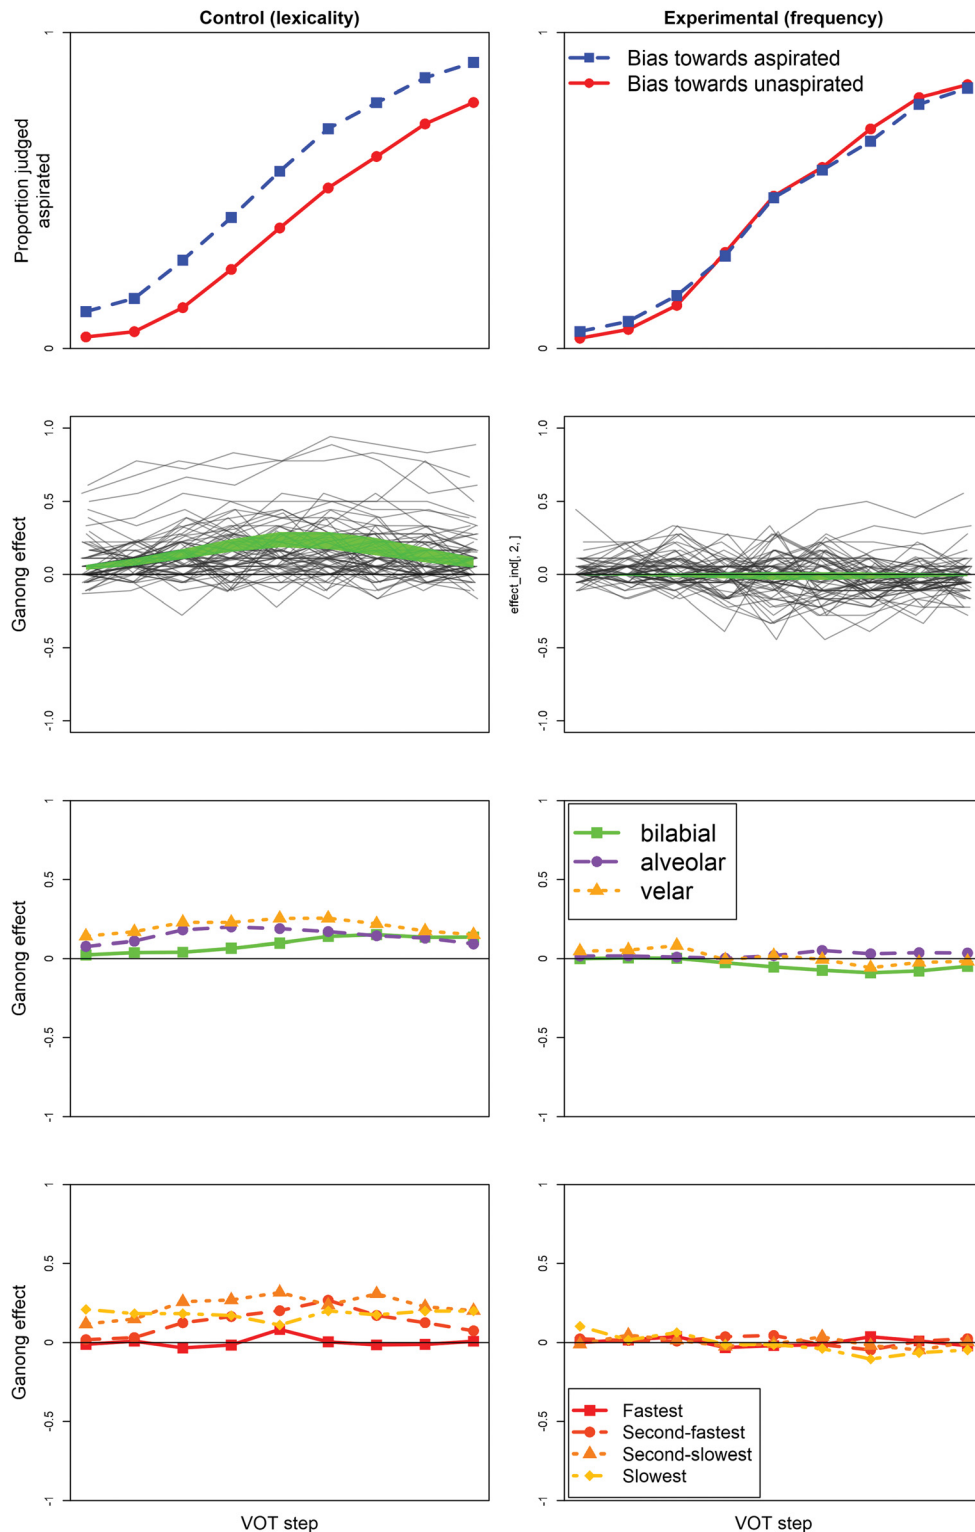 Control (lexicality)
Experimental (frequency)
Proportion judged
aspirated
1
0
1
0
Bias towards aspirated
Bias towards unaspirated
Ganong effect
1.0
0.5
0.0
-0.5
-1.0
effect_ind[, 2, ]
1.0
0.5
0.0
-0.5
-1.0
Ganong effect
1
0.5
0
-0.5
-1
1
0.5
0
-0.5
-1
bilabial
alveolar
velar
Ganong effect
1
0.5
0
-0.5
-1
1
0.5
0
-0.5
-1
Fastest
Second-fastest
Second-slowest
Slowest
VOT step
VOT step